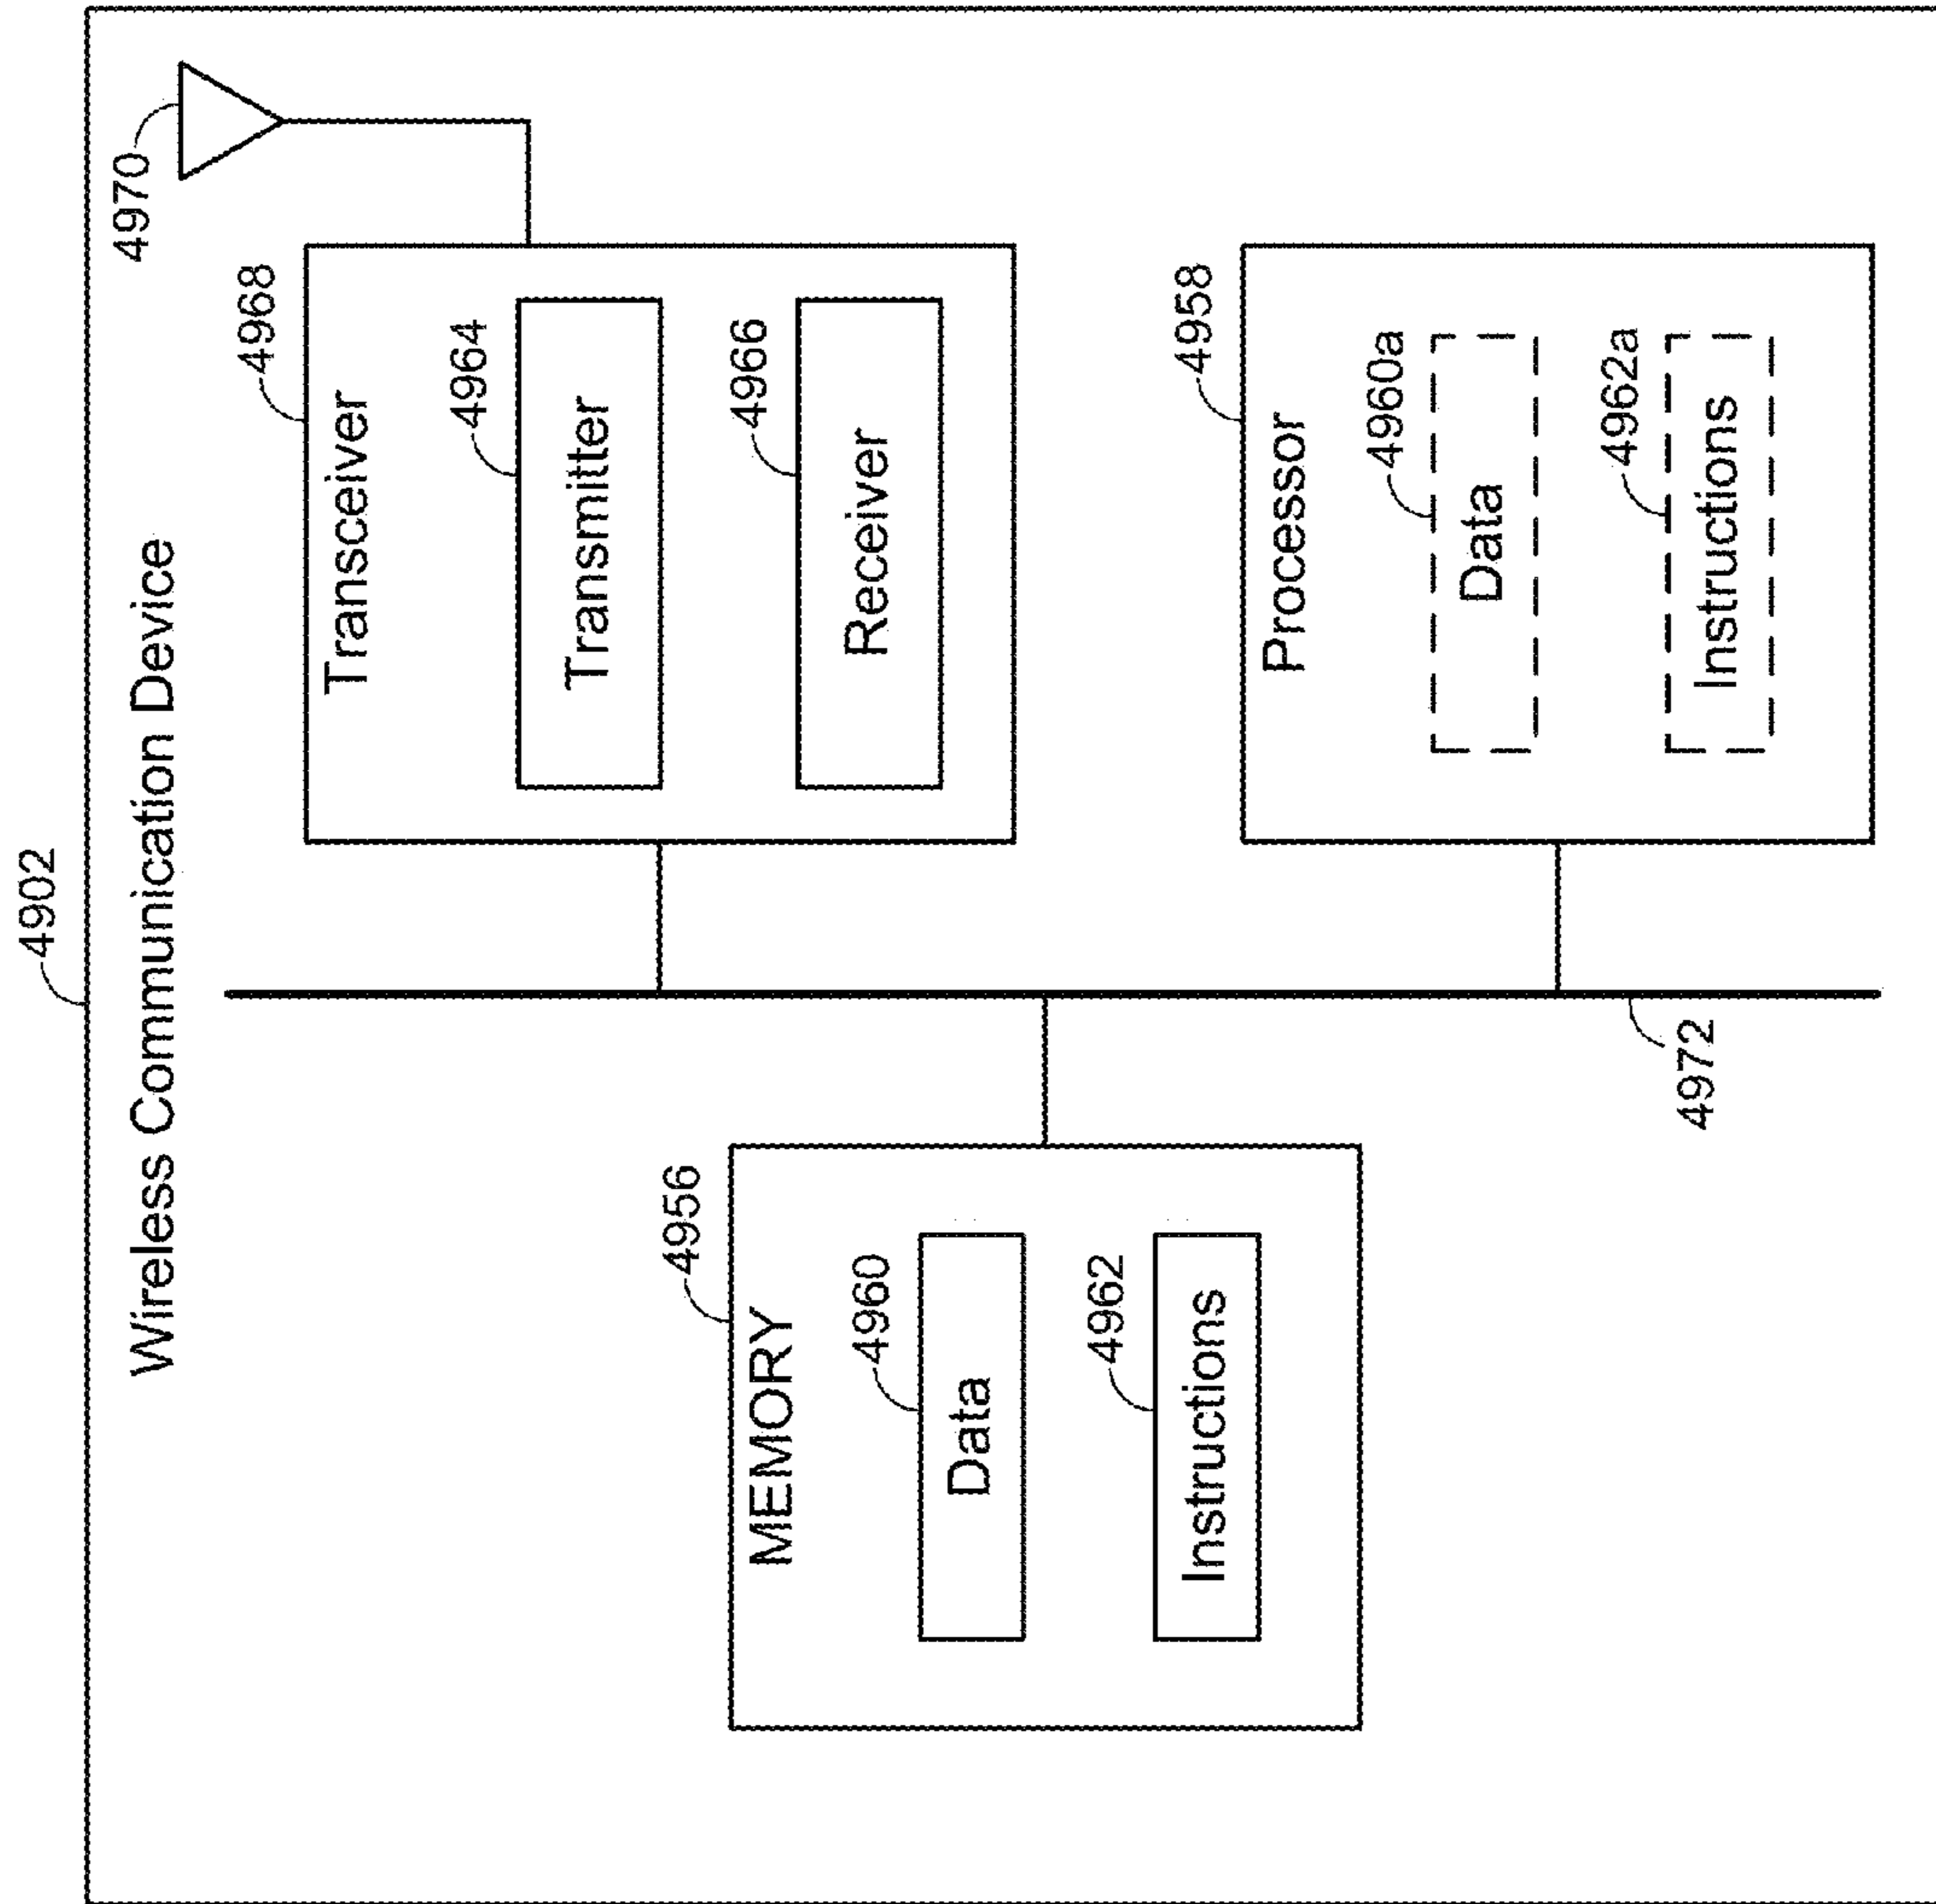 4902
Wireless Communication Device
4970
4968
Transceiver
4964
Transmitter
4966
Receiver
4956
MEMORY
4960
Data
4962
Instructions
4958
Processor
4960a
Data
4962a
Instructions
4972